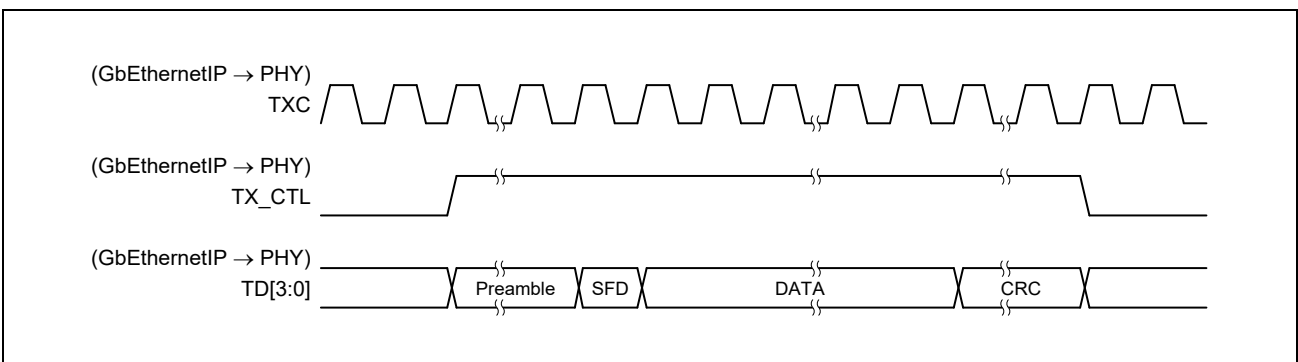 (GbEthernetIP → PHY)
TXC
(GbEthernetIP → PHY)
TX_CTL
(GbEthernetIP → PHY)
TD[3:0]
Preamble SFD DATA CRC